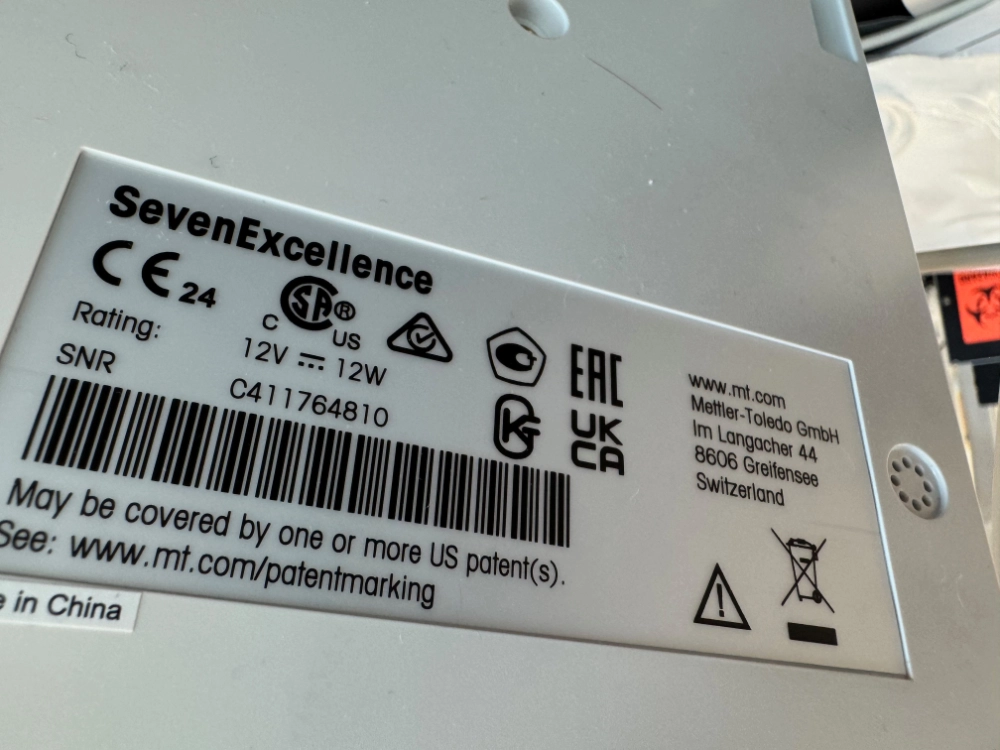 SevenExcellence
CE 24
SA®
C US
Rating: 12V 12W
SNR C411764810
EAC
UK
CA
www.mt.com
Mettler-Toledo GmbH
Im Langacher 44
8606 Greifensee
Switzerland
May be covered by one or more US patent(s).
See: www.mt.com/patentmarking
in China